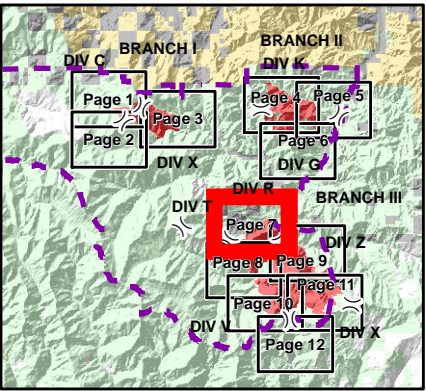 BRANCH I
BRANCH II
DIV C
DIV K
Page 1
Page 4
Page 5
Page 3
Page 2
Page 6
DIV X
DIV G
DIV R
BRANCH III
DIV T
Page 7
DIV Z
Page 8
Page 9
Page 11
Page 10
DIV V
DIV X
Page 12